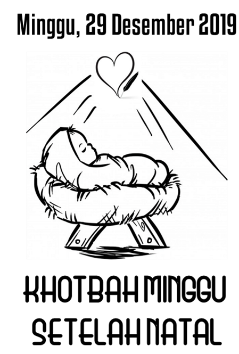 Minggu, 29 Desember 2019
KHOTBAH MINGGU
SETELAH NATAL